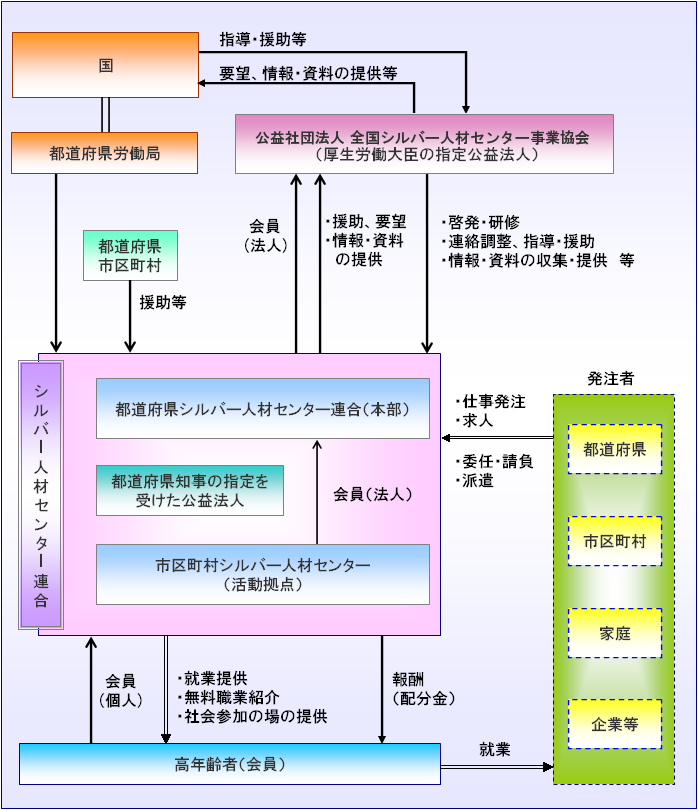 指導・援助等
国
要望、情報・資料の提供等
公益社団法人 全国シルバー人材センター事業協会
（厚生労働大臣の指定公益法人）
都道府県労働局
会員
（法人）
・援助、要望
・情報・資料
の提供
・啓発・研修
・連絡調整、指導・援助
・情報・資料の収集・提供　等
都道府県
市区町村
援助等
シルバー人材センター連合
都道府県シルバー人材センター連合（本部）
都道府県知事の指定を
受けた公益法人
会員（法人）
市区町村シルバー人材センター
（活動拠点）
・仕事発注
・求人
・委任・請負
・派遣
発注者
都道府県
市区町村
家庭
企業等
会員
（個人）
・就業提供
・無料職業紹介
・社会参加の場の提供
報酬
（配分金）
高年齢者（会員）
就業